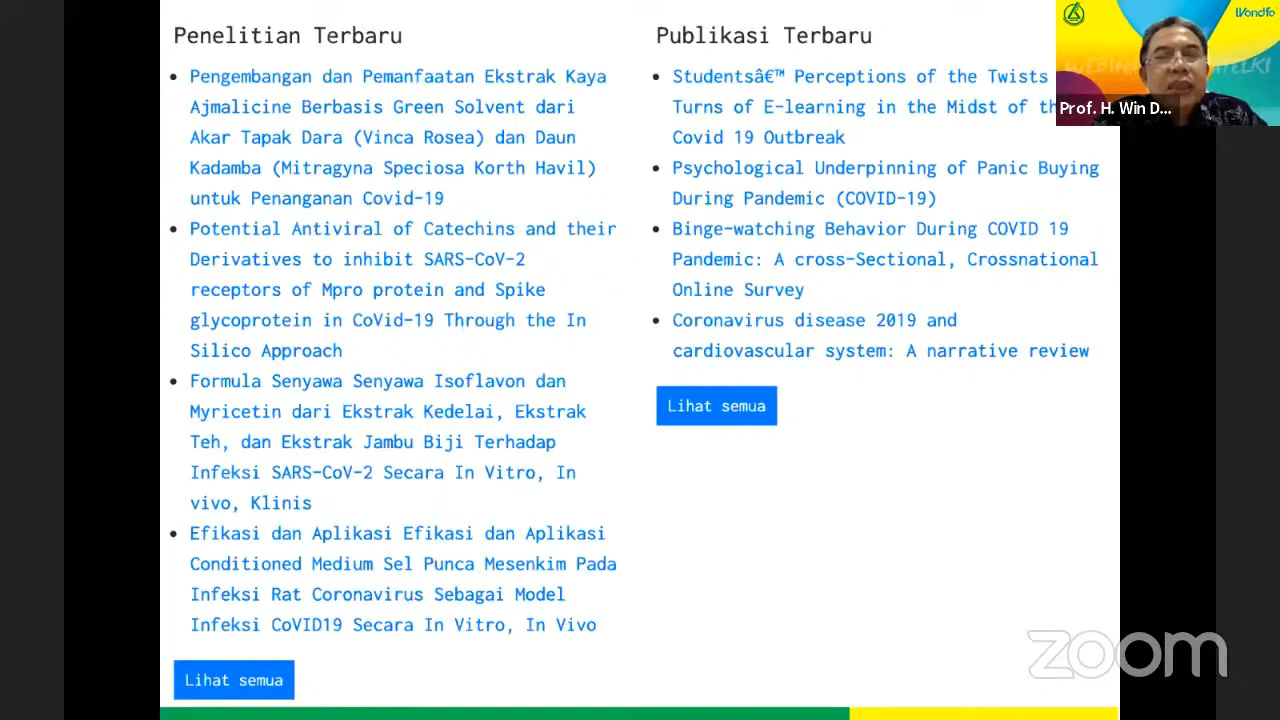 Penelitian Terbaru
Pengembangan dan Pemanfaatan Ekstrak Kaya
Ajmalicine Berbasis Green Solvent dari
Akar Tapak Dara (Vinca Rosea) dan Daun
Kadamba (Mitragyna Speciosa Korth Havil)
untuk Penanganan Covid-19
Potential Antiviral of Catechins and their
Derivatives to inhibit SARS-CoV-2
receptors of Mpro protein and Spike
glycoprotein in CoVid-19 Through the In
Silico Approach
Formula Senyawa Senyawa Isoflavon dan
Myricetin dari Ekstrak Kedelai, Ekstrak
Teh, dan Ekstrak Jambu Biji Terhadap
Infeksi SARS-CoV-2 Secara In Vitro, In
vivo, Klinis
Efikasi dan Aplikasi Efikasi dan Aplikasi
Conditioned Medium Sel Punca Mesenkim Pada
Infeksi Rat Coronavirus Sebagai Model
Infeksi CoVID19 Secara In Vitro, In Vivo
Lihat semua
Publikasi Terbaru
Studentsâ€™ Perceptions of the Twists
Turns of E-learning in the Midst of
Covid 19 Outbreak
Psychological Underpinning of Panic Buying
During Pandemic (COVID-19)
Binge-watching Behavior During COVID 19
Pandemic: A cross-Sectional, Crossnational
Online Survey
Coronavirus disease 2019 and
cardiovascular system: A narrative review
Lihat semua
Wondfo
Prof. H. Win D...
zoom